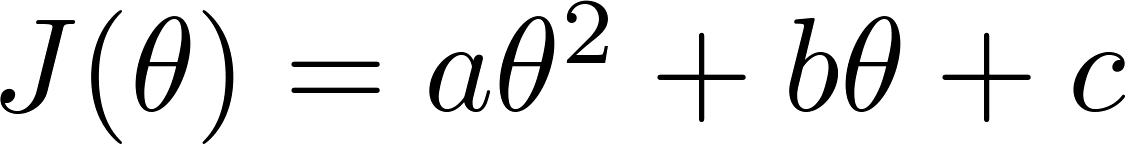 J(θ) = aθ² + bθ + c